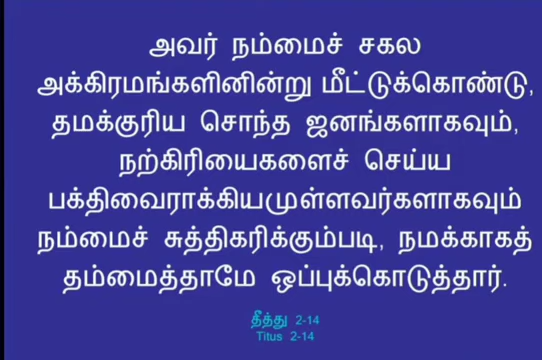 அவர் நம்மைச் சகல
அக்கிரமங்களினின்று மீட்டுக்கொண்டு,
தமக்குரிய சொந்த ஜனங்களாகவும்,
நற்கிரியைகளைச் செய்ய
பக்திவைராக்கியமுள்ளவர்களாகவும்
நம்மைச் சுத்திகரிக்கும்படி, நமக்காகத்
தம்மைத்தாமே ஒப்புக்கொடுத்தார்.
தீத்து 2-14
Titus 2-14